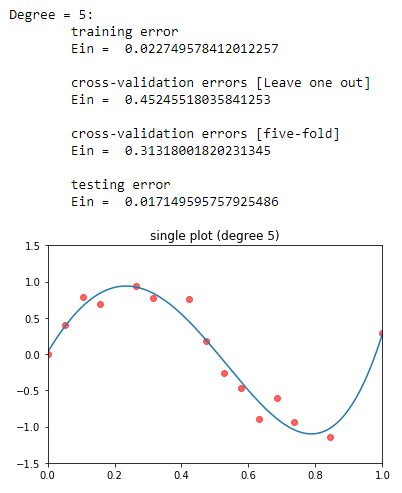 Degree = 5:
training error
Ein =  0.022749578412012257
cross-validation errors [Leave one out]
Ein =  0.45245518035841253
cross-validation errors [five-fold]
Ein =  0.31318001820231345
testing error
Ein =  0.017149595757925486
single plot (degree 5)
1.5
1.0
0.5
0.0
−0.5
−1.0
−1.5
0.0 0.2 0.4 0.6 0.8 1.0